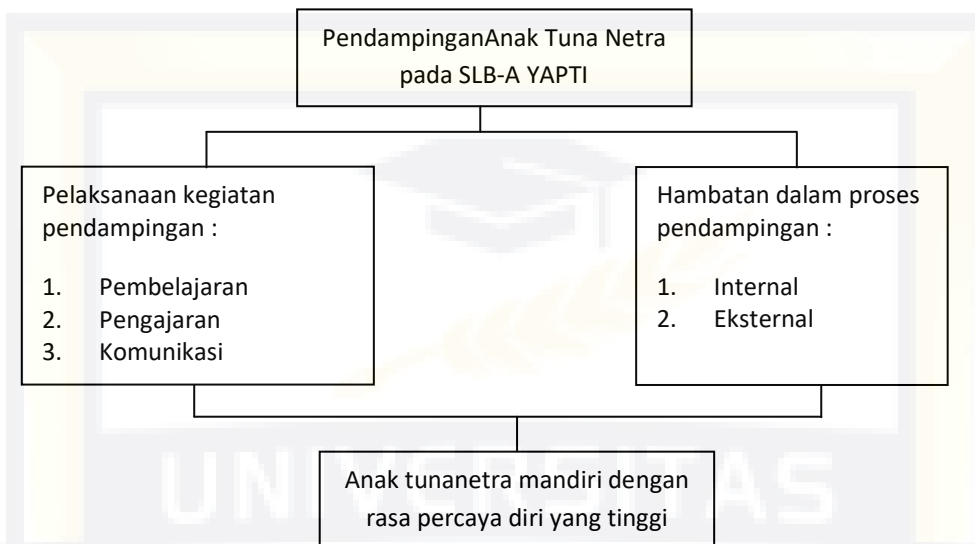 PendampinganAnak Tuna Netra
pada SLB-A YAPTI
Pelaksanaan kegiatan
pendampingan :
1. Pembelajaran
2. Pengajaran
3. Komunikasi
Hambatan dalam proses
pendampingan :
1. Internal
2. Eksternal
Anak tunanetra mandiri dengan
rasa percaya diri yang tinggi
UNIVERSITAS